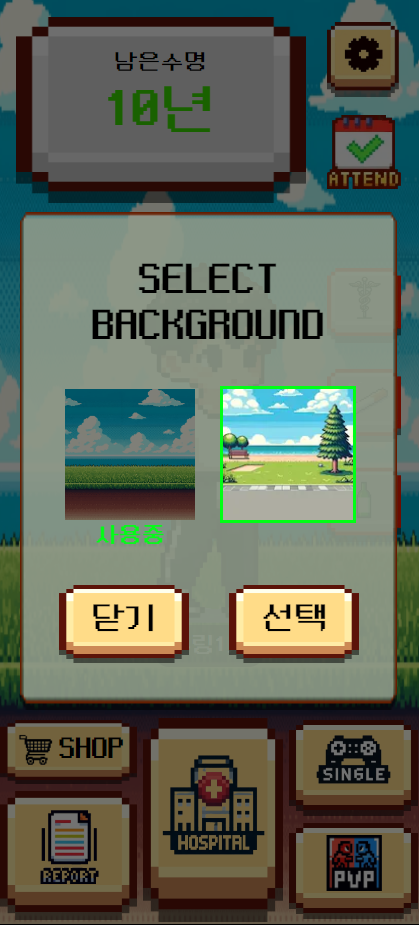 남은수명
10년
ATTEND
SELECT
BACKGROUND
사용중
닫기
선택
SHOP
HOSPITAL
SINGLE
REPORT
PVP